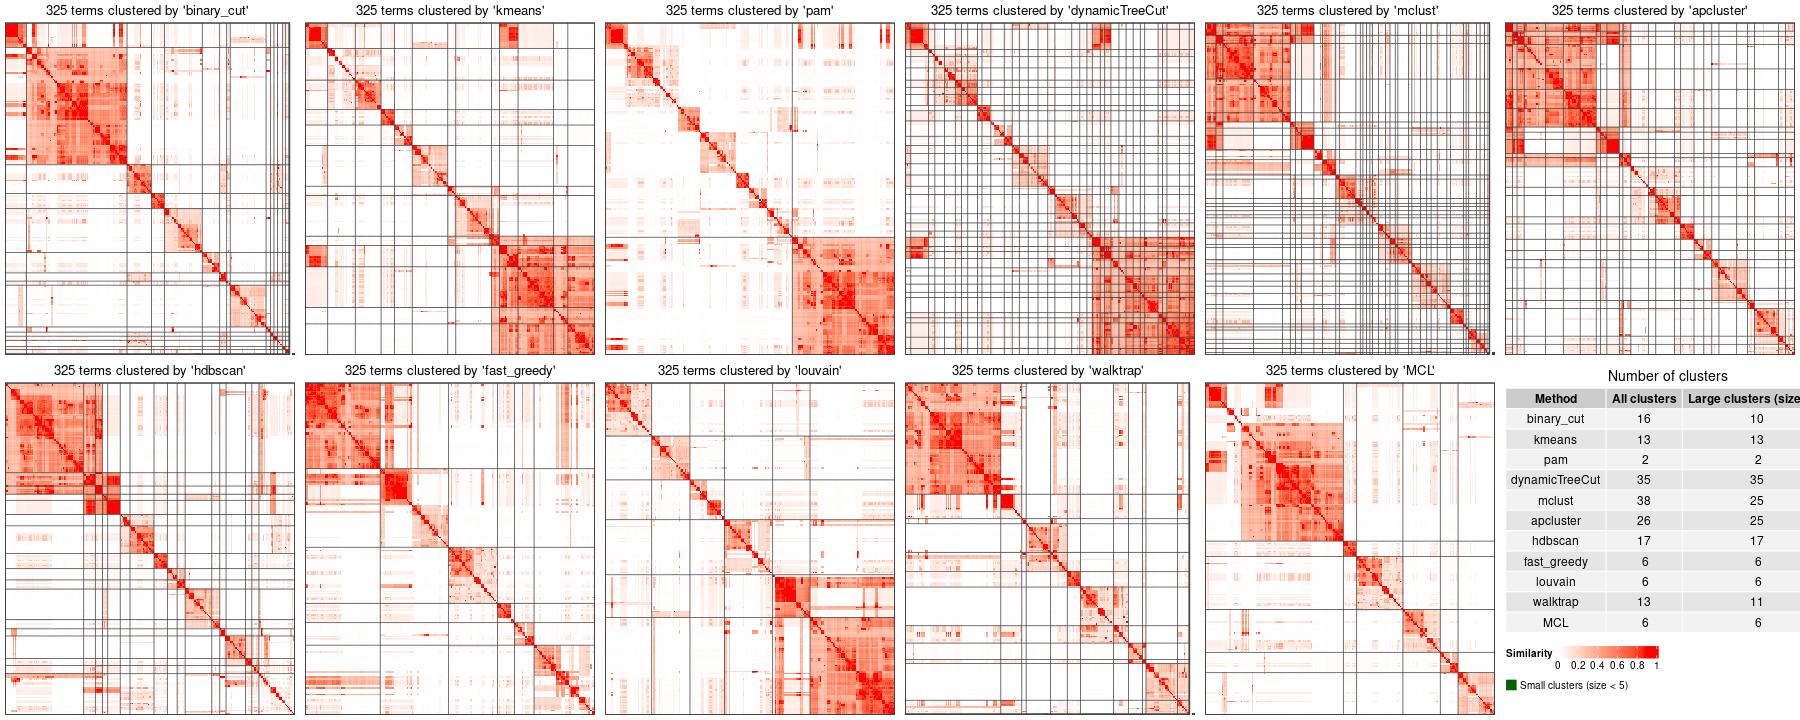 325 terms clustered by 'binary_cut'
325 terms clustered by 'kmeans'
325 terms clustered by 'pam'
325 terms clustered by 'dynamicTreeCut'
325 terms clustered by 'mclust'
325 terms clustered by 'apcluster'
325 terms clustered by 'hdbscan'
325 terms clustered by 'fast_greedy'
325 terms clustered by 'louvain'
325 terms clustered by 'walktrap'
325 terms clustered by 'MCL'
Number of clusters
Method All clusters Large clusters (size
binary_cut 16 10
kmeans 13 13
pam 2 2
dynamicTreeCut 35 35
mclust 38 25
apcluster 26 25
hdbscan 17 17
fast_greedy 6 6
louvain 6 6
walktrap 13 11
MCL 6 6
Similarity
0 0.2 0.4 0.6 0.8 1
Small clusters (size < 5)